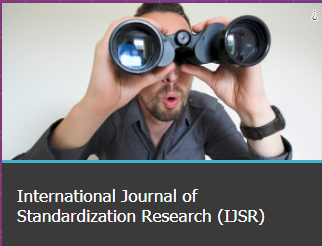 International Journal of
Standardization Research (IJSR)